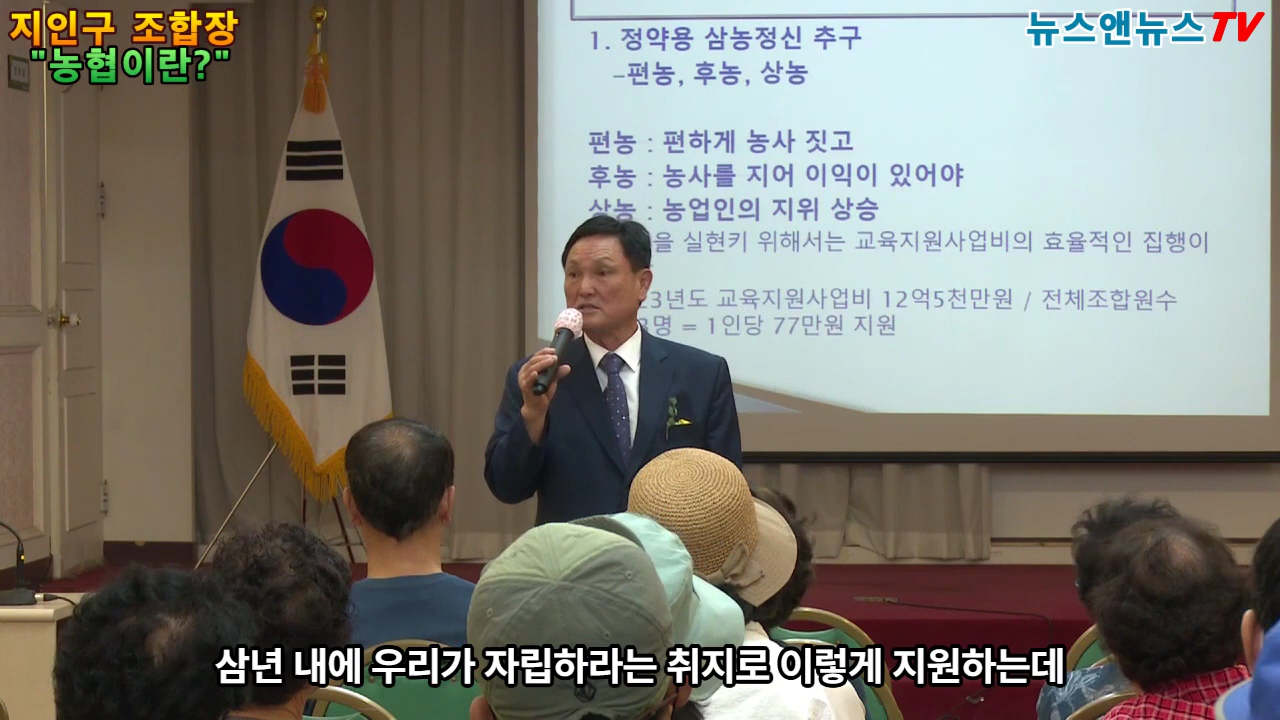 지인구 조합장
"농협이란?"
뉴스앤뉴스TV
1. 정약용 삼농정신 추구
-편농, 후농, 상농
편농 : 편하게 농사 짓고
후농 : 농사를 지어 이익이 있어야
상농 : 농업인의 지위 상승
을 실현키 위해서는 교육지원사업비의 효율적인 집행이
23년도 교육지원사업비 12억5천만원 / 전체조합원수
명 = 1인당 77만원 지원
삼년 내에 우리가 자립하라는 취지로 이렇게 지원하는데